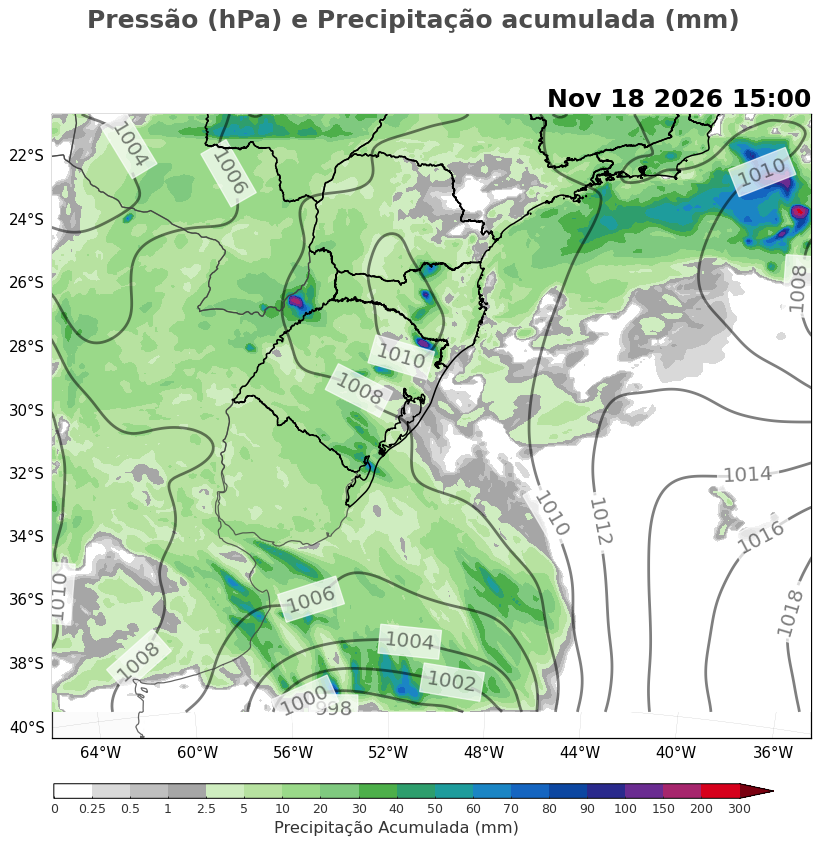 Pressão (hPa) e Precipitação acumulada (mm)
Nov 18 2026 15:00
1004
1006
1010
22°S
24°S
1008
26°S
28°S
1010
1008
30°S
32°S
1014
34°S
1010
1012
1016
36°S
1010
1006
1018
38°S
1008
1004
1002
1000
998
40°S
64°W 60°W 56°W 52°W 48°W 44°W 40°W 36°W
0 0.25 0.5 1 2.5 5 10 20 30 40 50 60 70 80 90 100 150 200 300
Precipitação Acumulada (mm)